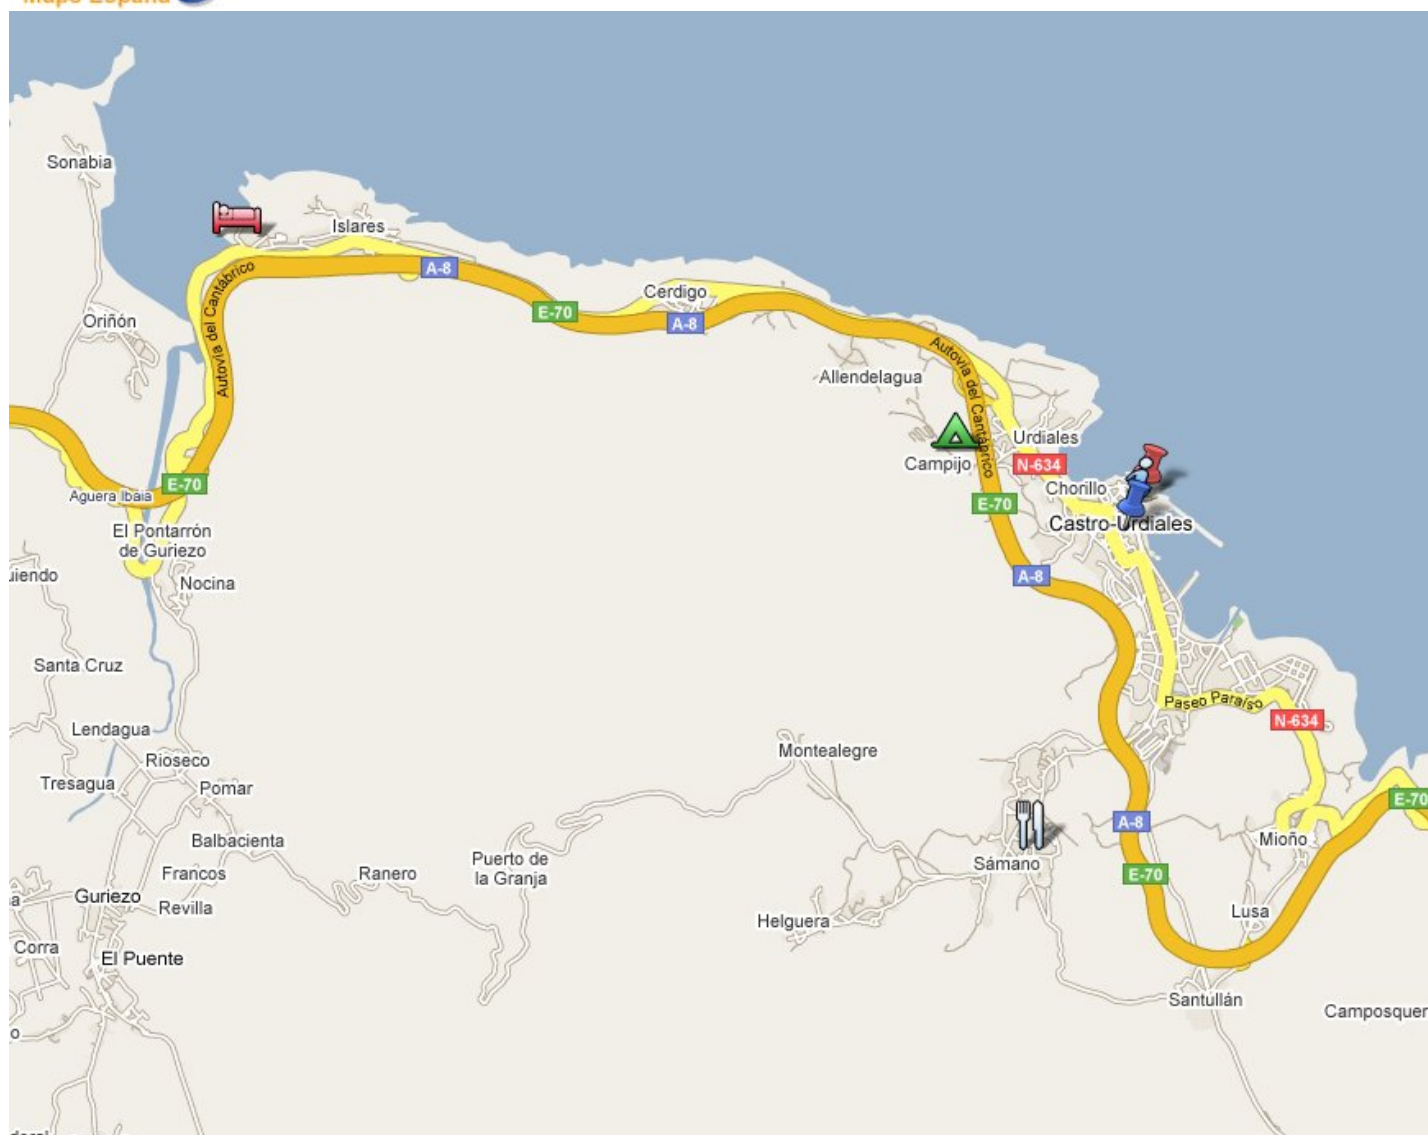 Mapo España
Sonabia
Islares
A-8
Autovía del Cantábrico
Cerdigo
E-70
A-8
Oriñón
Autovía del Cantábrico
Allendelagua
Urdiales
Campijo
N-634
E-70
Aguera Ibaia
Chorillo
E-70
Castro-Urdiales
El Pontarrón
de Guriezo
A-8
Nocina
Santa Cruz
Paseo Paraíso
N-634
Lendagua
Montealegre
Rioseco
Tresagua
Pomar
E-70
A-8
Balbacienta
Mioño
Puerto de
la Granja
Sámano
Francos
Ranero
E-70
Guriezo
Revilla
Lusa
Helguera
Corra
El Puente
Santullán
Camposquer